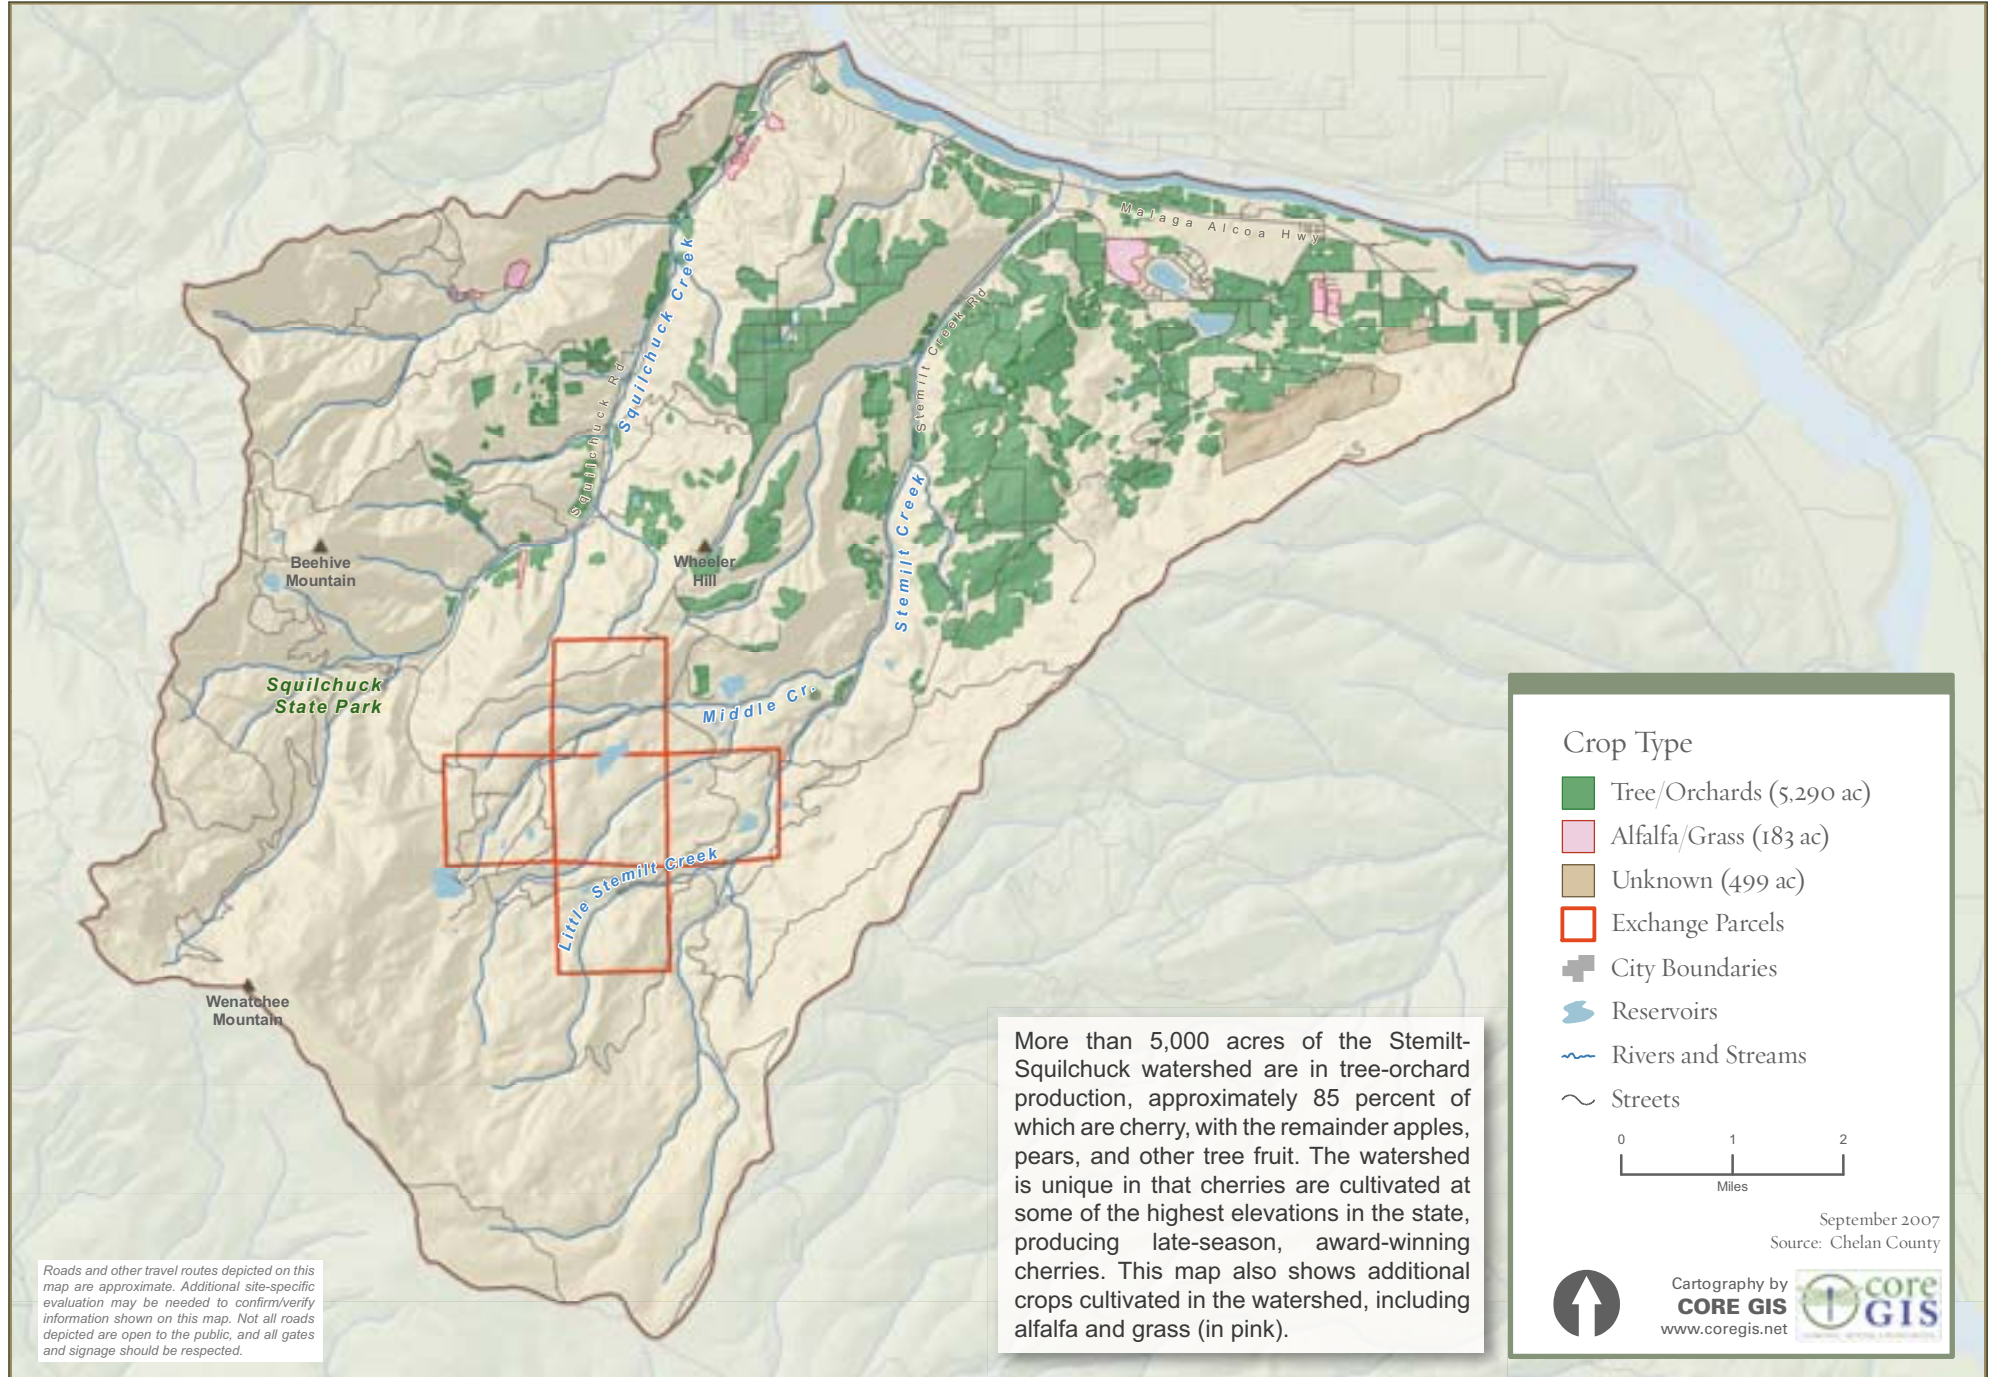 Malaga Alcoa Hwy
Squilchuck Creek
Squilchuck Rd
Stemilt Creek Rd
Stemilt Creek
Beehive
Mountain
Wheeler
Hill
Squilchuck
State Park
Middle Cr.
Little Stemilt Creek
Wenatchee
Mountain
Crop Type
Tree/Orchards (5,290 ac)
Alfalfa/Grass (183 ac)
Unknown (499 ac)
Exchange Parcels
City Boundaries
Reservoirs
Rivers and Streams
Streets
0 1 2
Miles
September 2007
Source: Chelan County
Cartography by
CORE GIS
www.coregis.net
core
GIS
More than 5,000 acres of the Stemilt-
Squilchuck watershed are in tree-orchard
production, approximately 85 percent of
which are cherry, with the remainder apples,
pears, and other tree fruit. The watershed
is unique in that cherries are cultivated at
some of the highest elevations in the state,
producing late-season, award-winning
cherries. This map also shows additional
crops cultivated in the watershed, including
alfalfa and grass (in pink).
Roads and other travel routes depicted on this
map are approximate. Additional site-specific
evaluation may be needed to confirm/verify
information shown on this map. Not all roads
depicted are open to the public, and all gates
and signage should be respected.